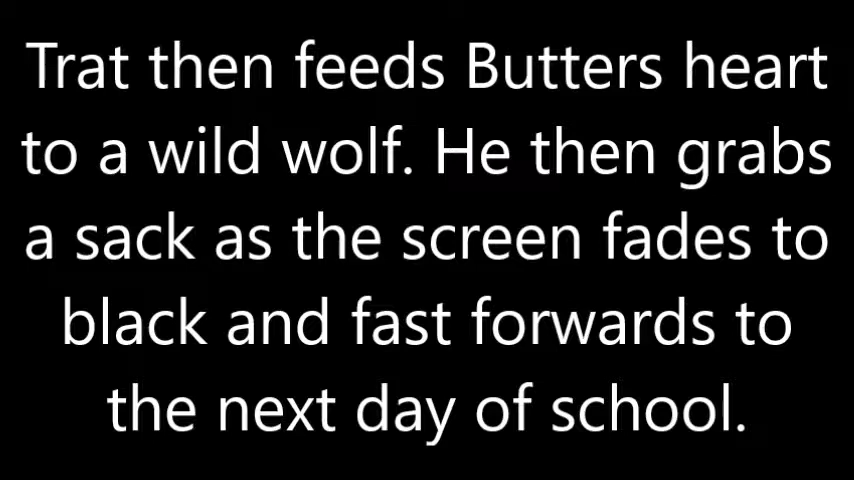 Trat then feeds Butters heart
to a wild wolf. He then grabs
a sack as the screen fades to
black and fast forwards to
the next day of school.